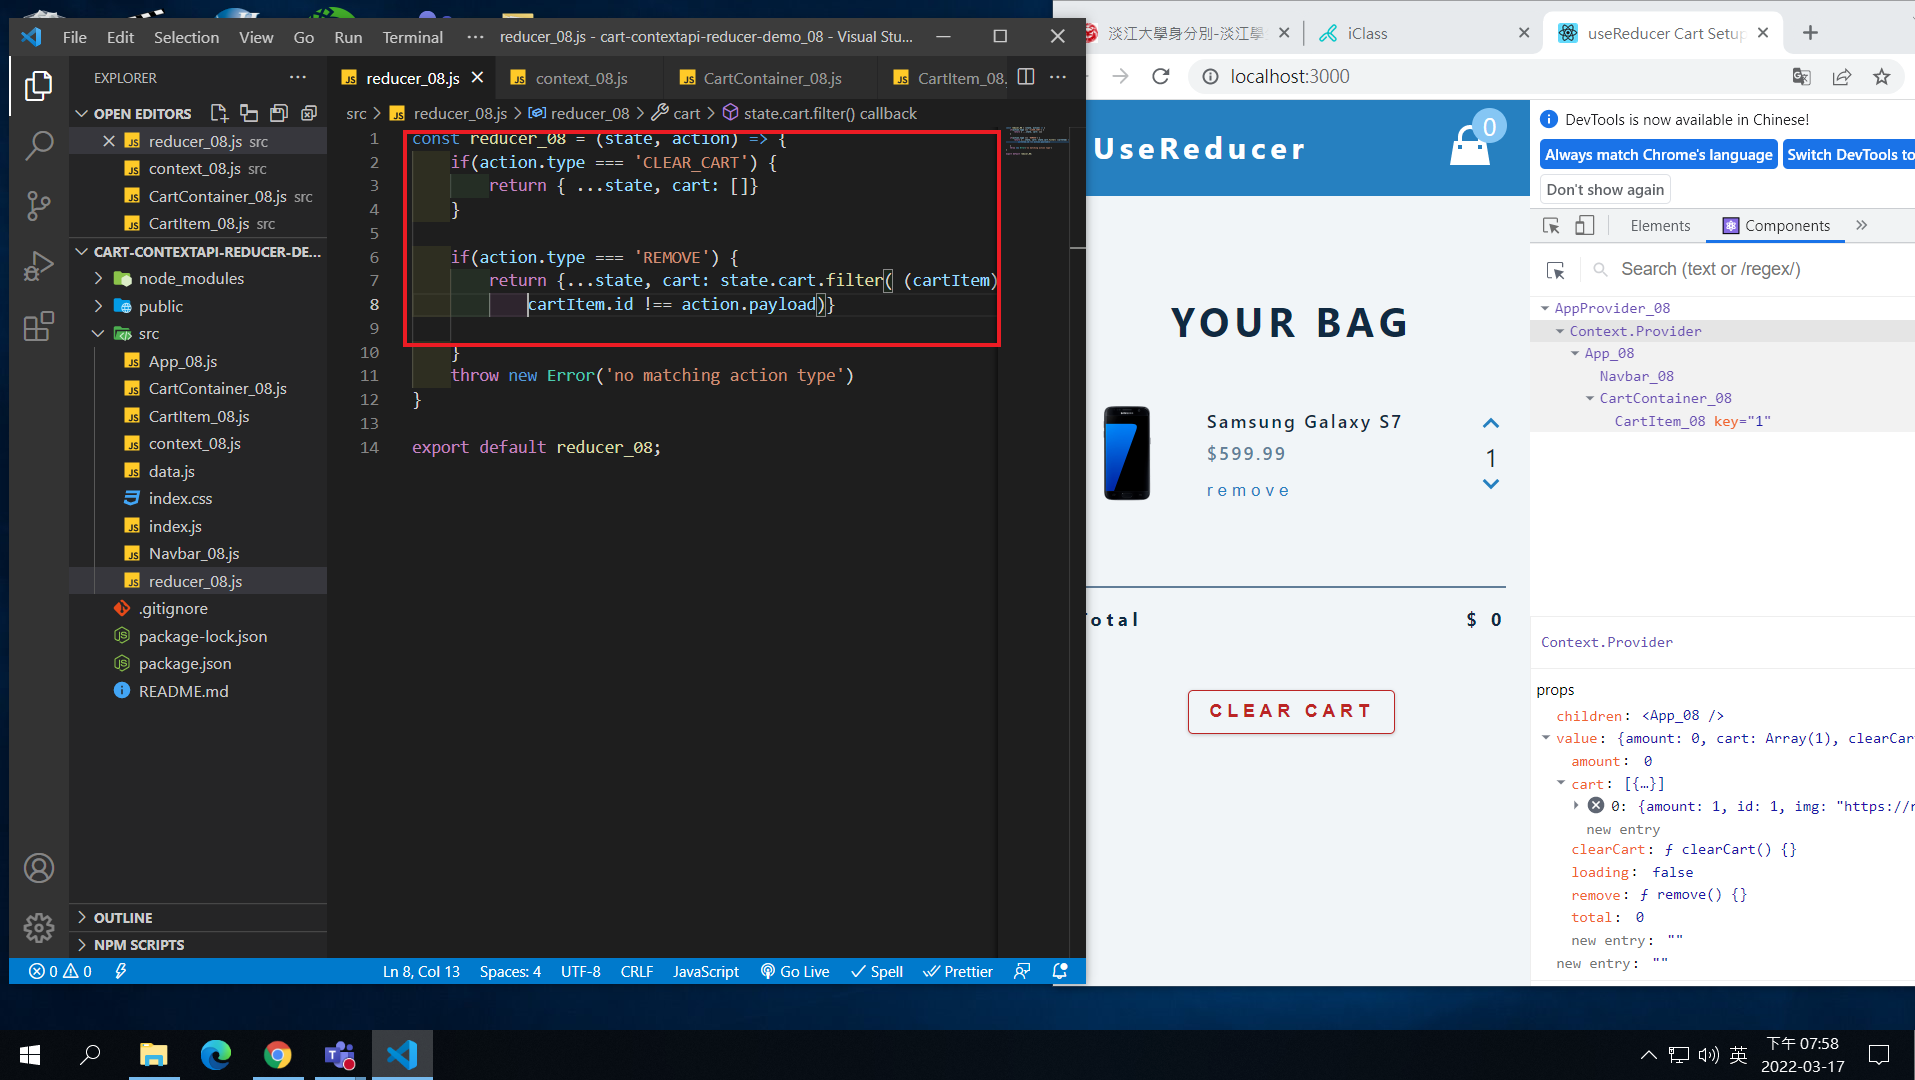 File Edit Selection View Go Run Terminal ··· reducer_08.js - cart-contextapi-reducer-demo_08 - Visual Stu...
EXPLORER ···
OPEN EDITORS
reducer_08.js src
context_08.js src
CartContainer_08.js src
CartItem_08.js src
CART-CONTEXTAPI-REDUCER-DE...
node_modules
public
src
App_08.js
CartContainer_08.js
CartItem_08.js
context_08.js
data.js
index.css
index.js
Navbar_08.js
reducer_08.js
.gitignore
package-lock.json
package.json
README.md
OUTLINE
NPM SCRIPTS
reducer_08.js context_08.js CartContainer_08.js CartItem_08. ···
src > reducer_08.js > reducer_08 > cart > state.cart.filter() callback
1 const reducer_08 = (state, action) => {
2 if(action.type === 'CLEAR_CART') {
3 return { ...state, cart: []}
4 }
5
6 if(action.type === 'REMOVE') {
7 return {...state, cart: state.cart.filter( (cartItem)
8 cartItem.id !== action.payload)}
9
10 }
11 throw new Error('no matching action type')
12 }
13
14 export default reducer_08;
0 0 Ln 8, Col 13 Spaces: 4 UTF-8 CRLF JavaScript Go Live Spell Prettier
淡江大學身分別-淡江學 iClass useReducer Cart Setup
localhost:3000
UseReducer 0
YOUR BAG
Samsung Galaxy S7
$599.99
remove
1
otal $ 0
CLEAR CART
DevTools is now available in Chinese!
Always match Chrome's language Switch DevTools to
Don't show again
Elements Components
Search (text or /regex/)
AppProvider_08
Context.Provider
App_08
Navbar_08
CartContainer_08
CartItem_08 key="1"
Context.Provider
props
children: <App_08 />
value: {amount: 0, cart: Array(1), clearCar
amount: 0
cart: [{…}]
0: {amount: 1, id: 1, img: "https://r
new entry
clearCart: ƒ clearCart() {}
loading: false
remove: ƒ remove() {}
total: 0
new entry: ""
new entry: ""
英
下午 07:58
2022-03-17